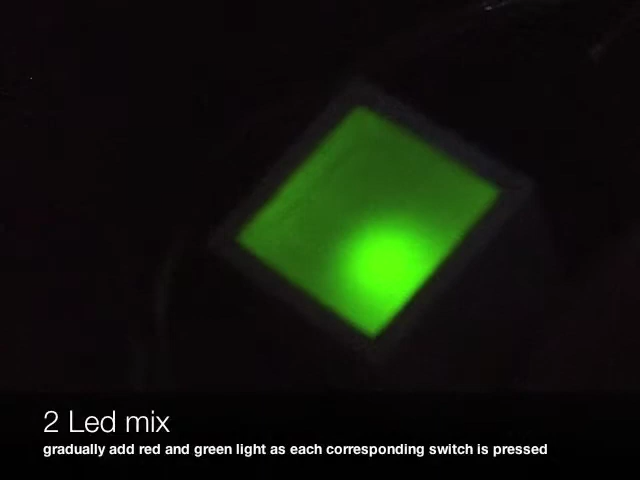 2 Led mix
gradually add red and green light as each corresponding switch is pressed